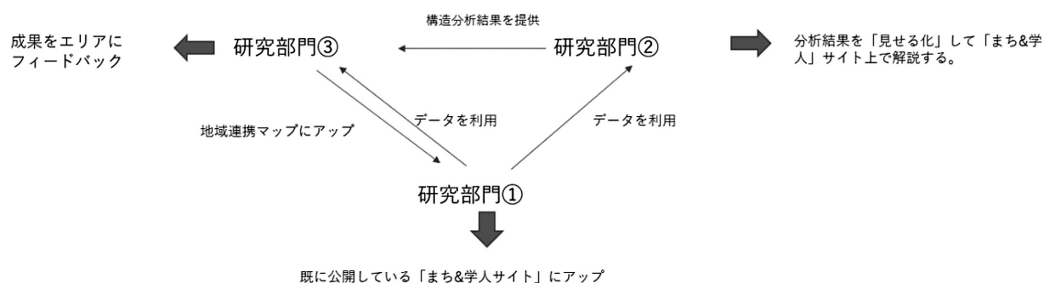 構造分析結果を提供
成果をエリアに
フィードバック
研究部門③
研究部門②
分析結果を「見せる化」して「まち&学
人」サイト上で解説する。
地域連携マップにアップ
データを利用
データを利用
研究部門①
既に公開している「まち&学人サイト」にアップ